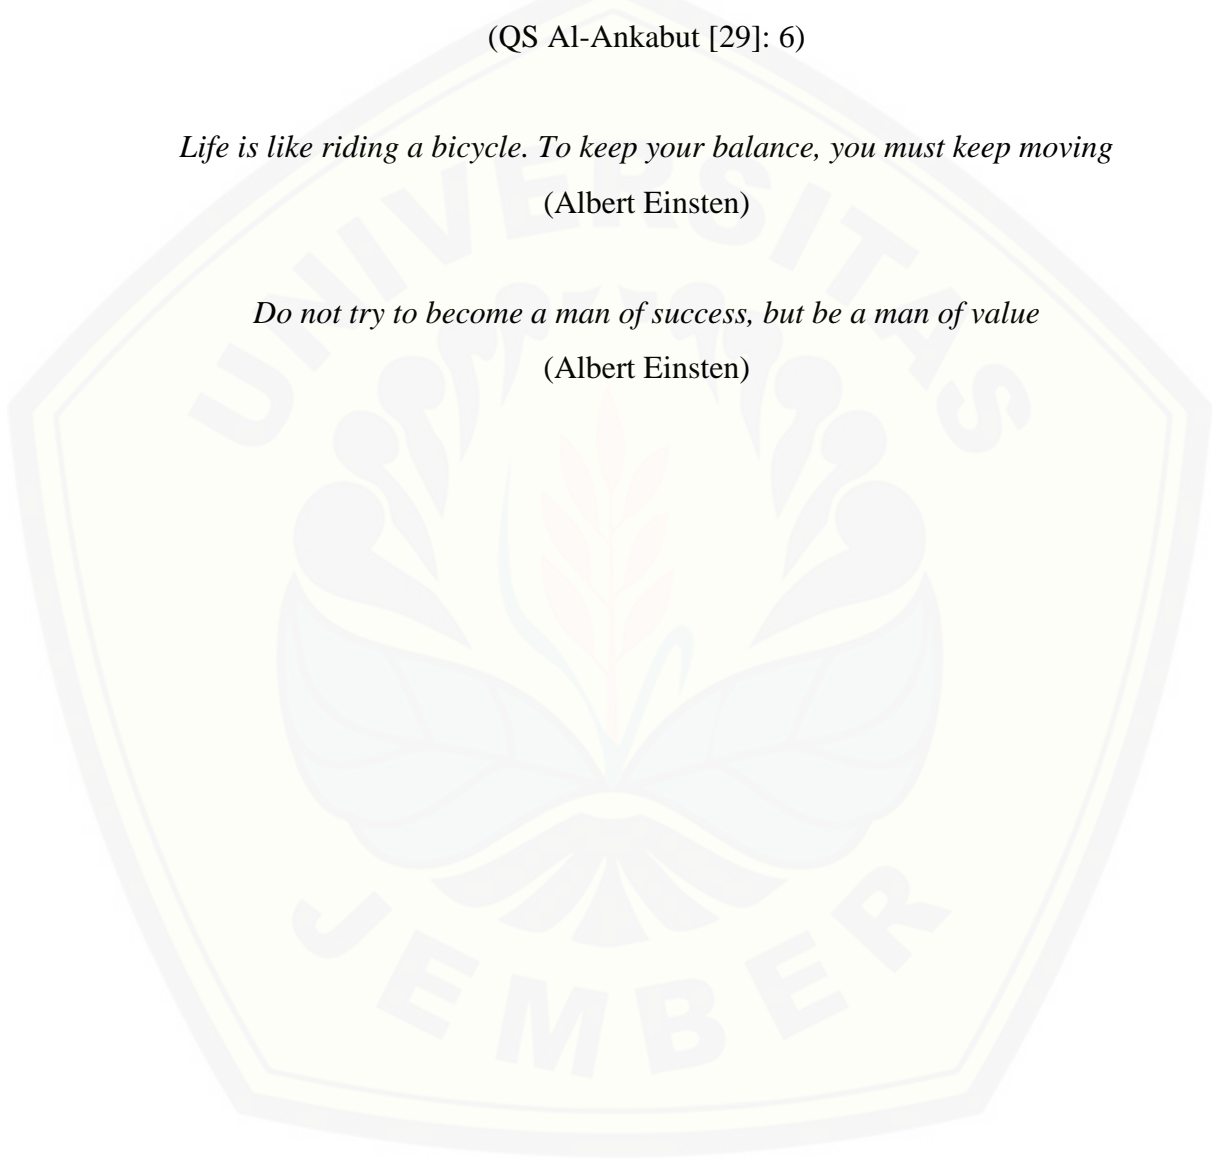 (QS Al-Ankabut [29]: 6)
Life is like riding a bicycle. To keep your balance, you must keep moving
(Albert Einsten)
Do not try to become a man of success, but be a man of value
(Albert Einsten)
UNIVERSITAS
JEMBER